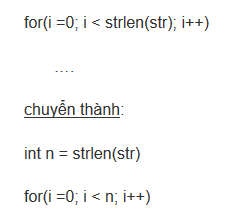 for(i =0; i < strlen(str); i++)
....
chuyển thành:
int n = strlen(str)
for(i =0; i < n; i++)